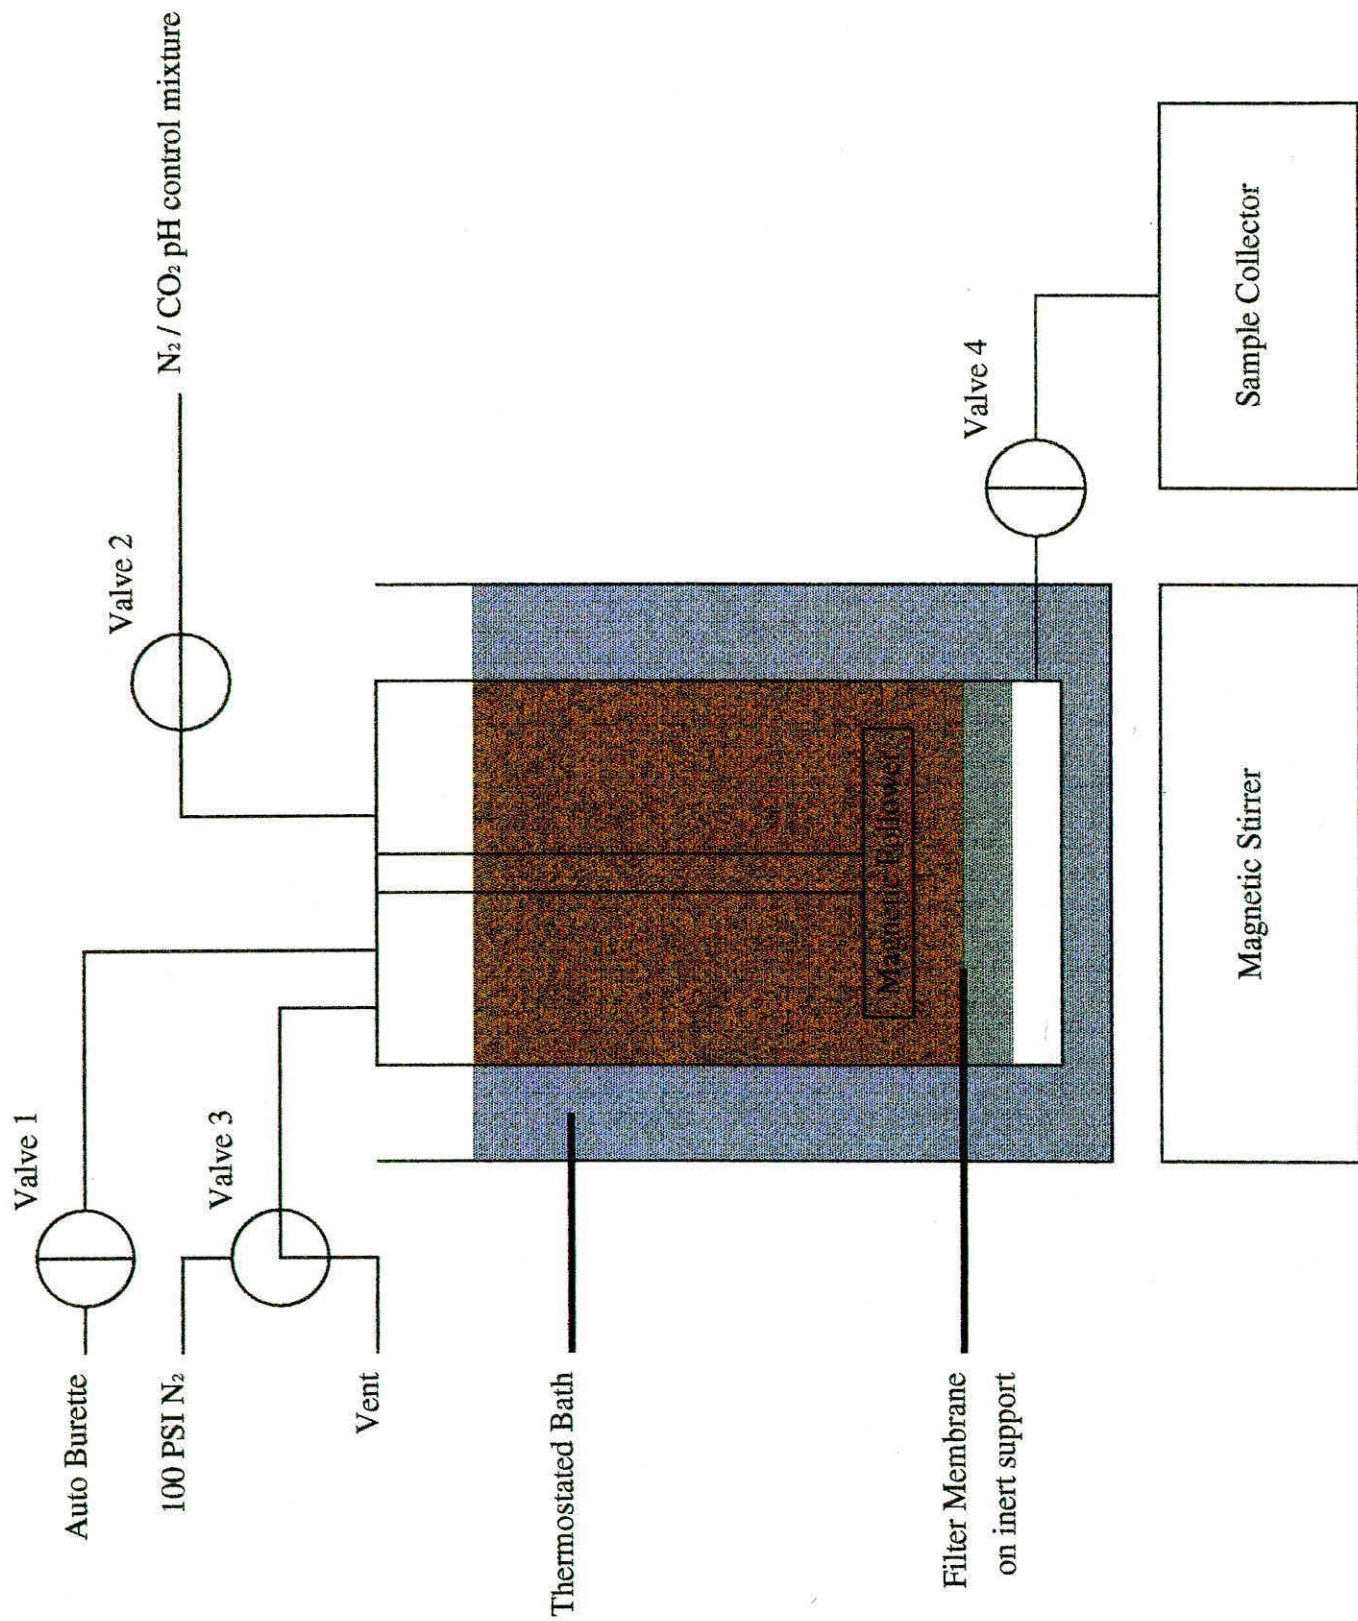 Auto Burette
Valve 1
100 PSI N₂
Valve 3
Vent
Valve 2
N₂ / CO₂ pH control mixture
Thermostated Bath
Magnetic Follower
Filter Membrane
on inert support
Valve 4
Magnetic Stirrer
Sample Collector